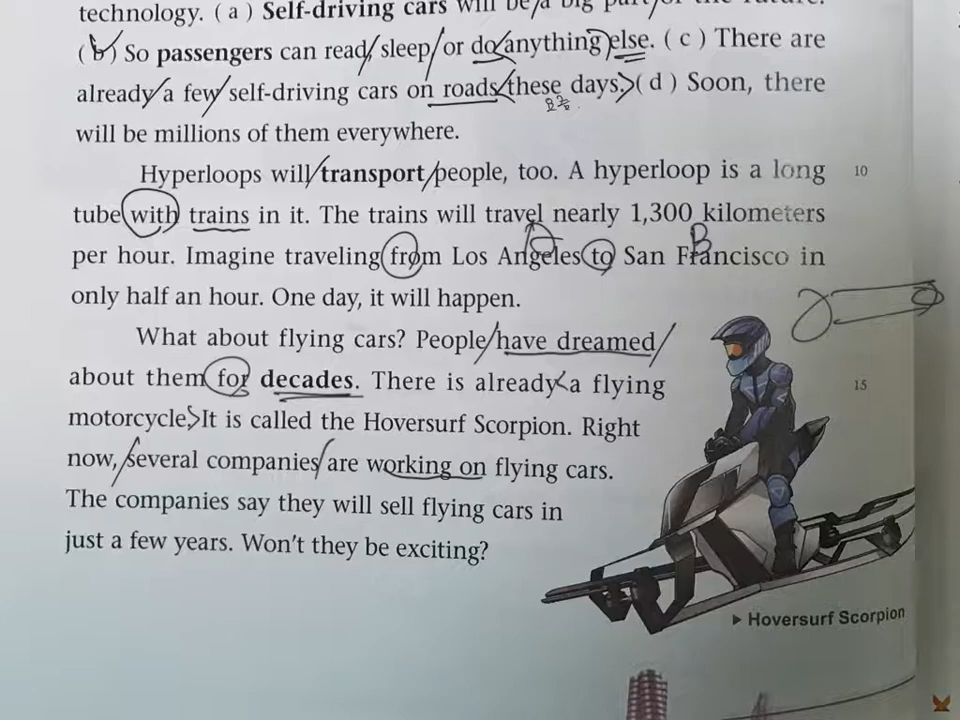 technology. ( a ) Self-driving cars will be a big part of the future.
( b ) So passengers can read, sleep, or do anything else. ( c ) There are
already a few self-driving cars on roads these days. ( d ) Soon, there
요즘
will be millions of them everywhere.
Hyperloops will transport people, too. A hyperloop is a long 10
tube with trains in it. The trains will travel nearly 1,300 kilometers
per hour. Imagine traveling from Los Angeles to San Francisco in
only half an hour. One day, it will happen.
What about flying cars? People have dreamed
about them for decades. There is already a flying 15
motorcycle. It is called the Hoversurf Scorpion. Right
now, several companies are working on flying cars.
The companies say they will sell flying cars in
just a few years. Won't they be exciting?
▶ Hoversurf Scorpion